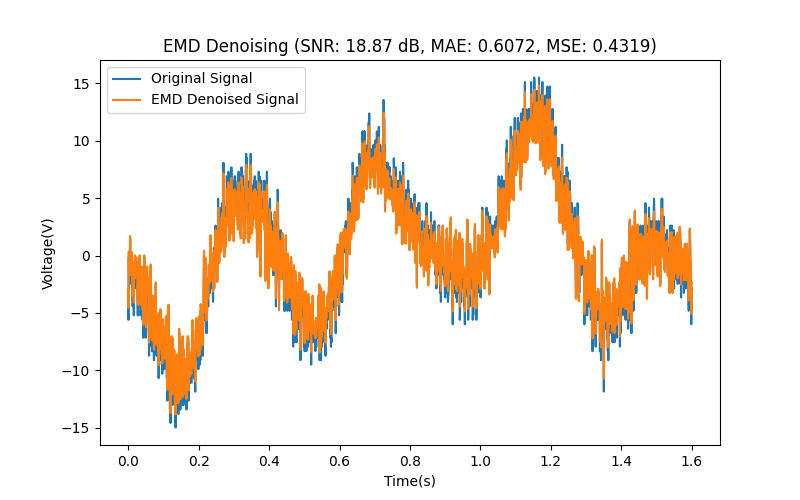 EMD Denoising (SNR: 18.87 dB, MAE: 0.6072, MSE: 0.4319)
Original Signal
EMD Denoised Signal
Voltage(V)
15
10
5
0
−5
−10
−15
0.0 0.2 0.4 0.6 0.8 1.0 1.2 1.4 1.6
Time(s)